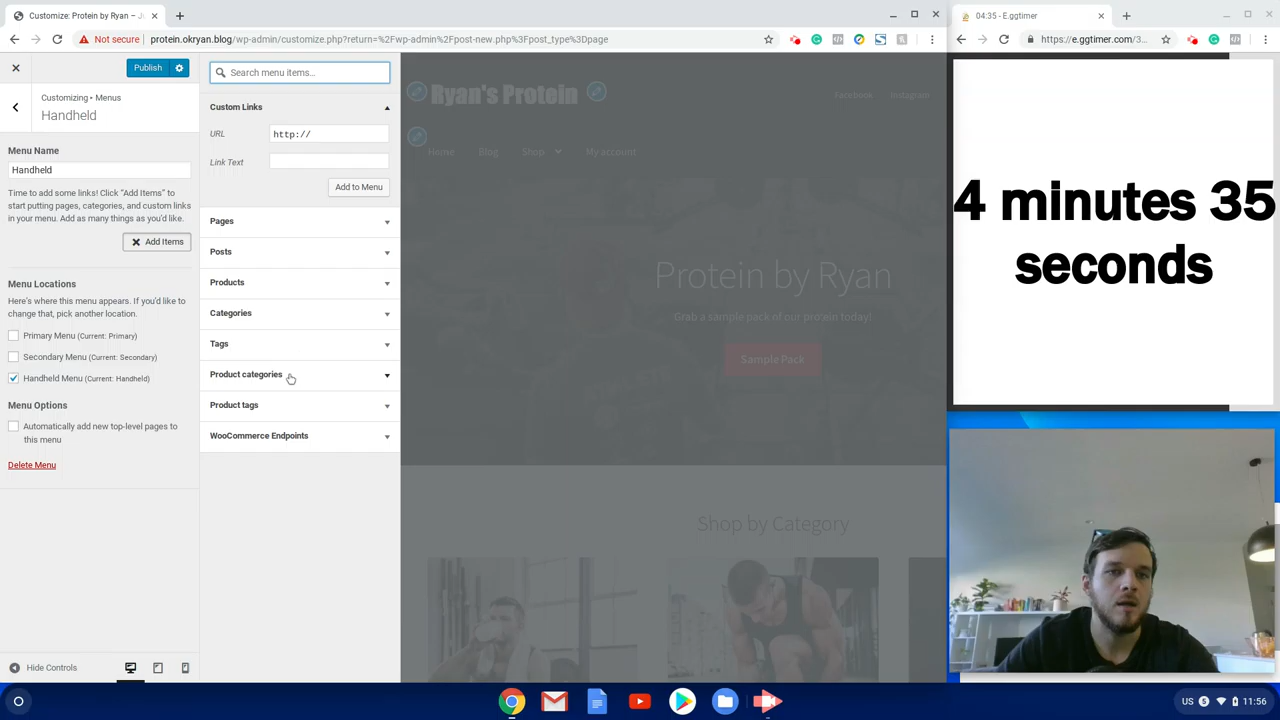 Customize: Protein by Ryan – J
04:35 - E.ggtimer
Not secure
protein.okryan.blog/wp-admin/customize.php?return=%2Fwp-admin%2Fpost-new.php%3Fpost_type%3Dpage
https://e.ggtimer.com/3...
Publish
Customizing • Menus
Handheld
Menu Name
Handheld
Time to add some links! Click “Add Items” to
start putting pages, categories, and custom links
in your menu. Add as many things as you'd like.
Add Items
Menu Locations
Here's where this menu appears. If you'd like to
change that, pick another location.
Primary Menu (Current: Primary)
Secondary Menu (Current: Secondary)
Handheld Menu (Current: Handheld)
Menu Options
Automatically add new top-level pages to
this menu
Delete Menu
Hide Controls
Search menu items...
Custom Links
URL
http://
Link Text
Add to Menu
Pages
Posts
Products
Categories
Tags
Product categories
Product tags
WooCommerce Endpoints
Ryan's Protein
Facebook
Instagram
Home
Blog
Shop
My account
Protein by Ryan
Grab a sample pack of our protein today!
Sample Pack
Shop by Category
4 minutes 35
seconds
US
11:56